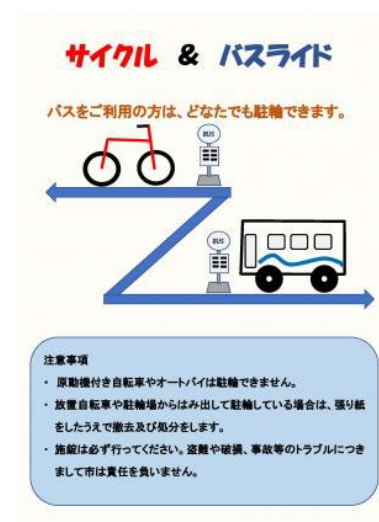 サイクル & バスライド
バスをご利用の方は、どなたでも駐輪できます。
BUS
BUS
注意事項
・ 原動機付き自転車やオートバイは駐輪できません。
・ 放置自転車や駐輪場からはみ出して駐輪している場合は、張り紙
をしたうえで撤去及び処分をします。
・ 施錠は必ず行ってください。盗難や破損、事故等のトラブルにつき
まして市は責任を負いません。